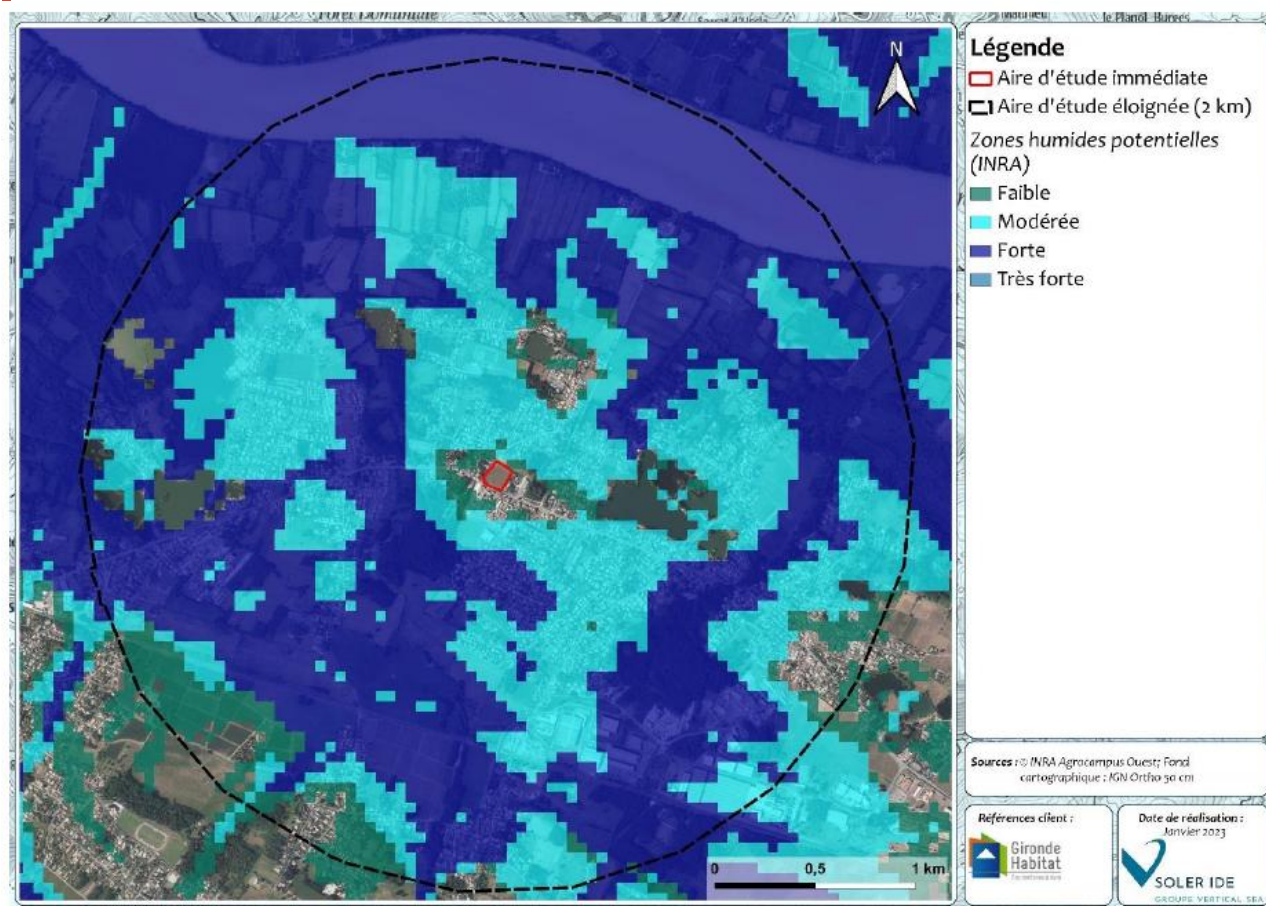 Forêt Domaniale
N
0
0,5
1 km
Légende
Aire d'étude immédiate
Aire d'étude éloignée (2 km)
Zones humides potentielles
(INRA)
Faible
Modérée
Forte
Très forte
Sources : © INRA Agrocampus Ouest; Fond
cartographique : IGN Ortho 50 cm
Références client :
Gironde
Habitat
Date de réalisation :
Janvier 2023
SOLER IDE
GROUPE VERTICAL SEA